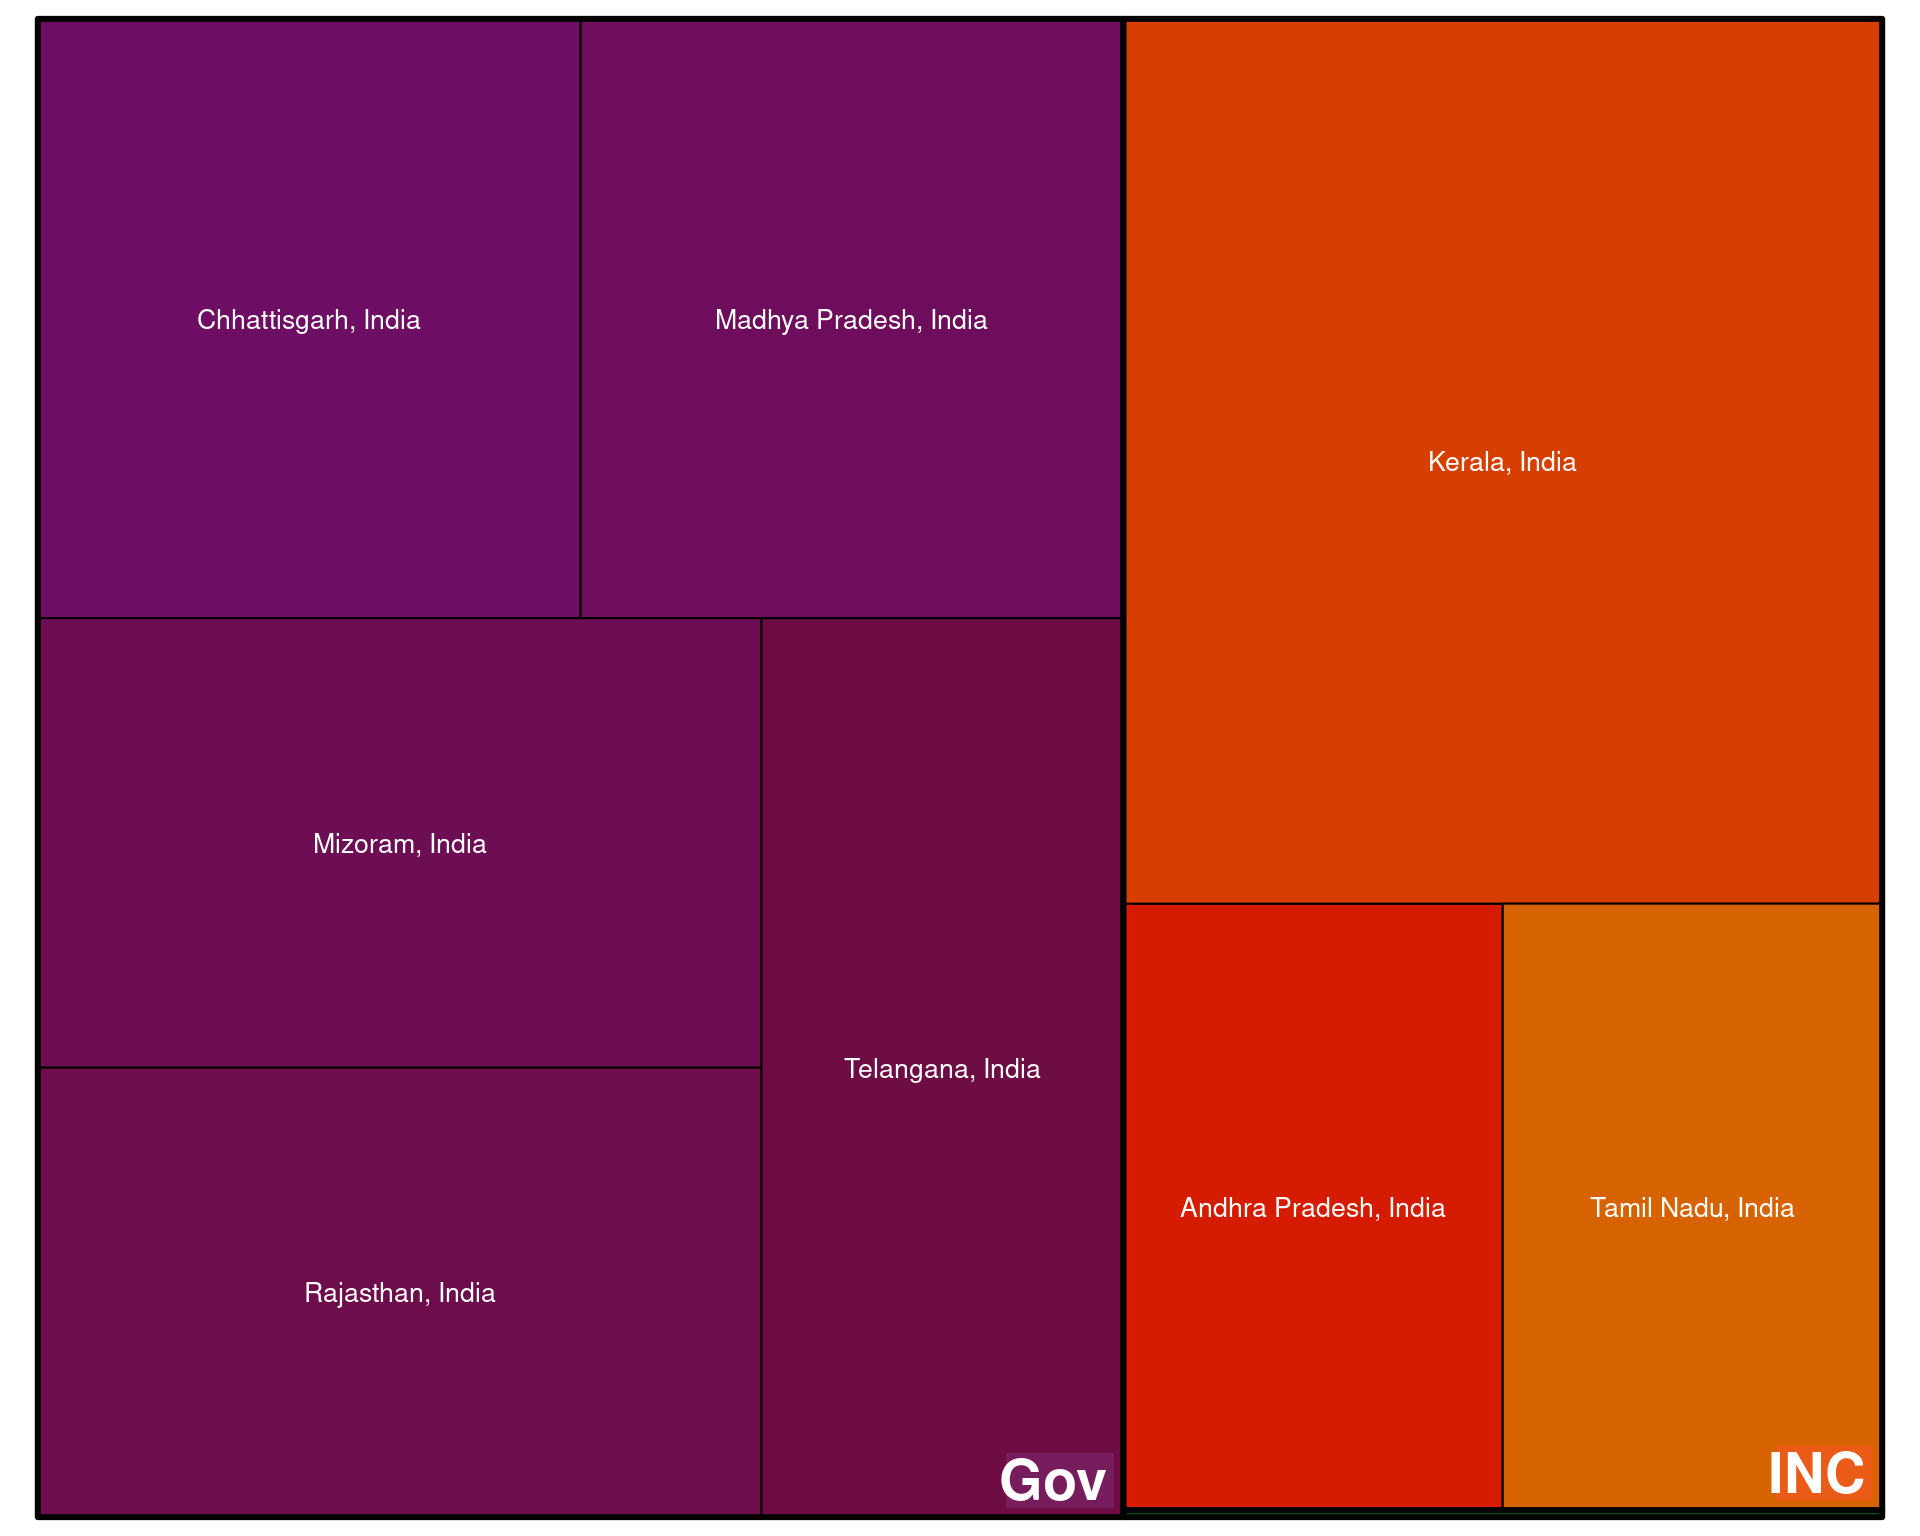 Chhattisgarh, India
Madhya Pradesh, India
Kerala, India
Mizoram, India
Telangana, India
Andhra Pradesh, India
Tamil Nadu, India
Rajasthan, India
Gov
INC